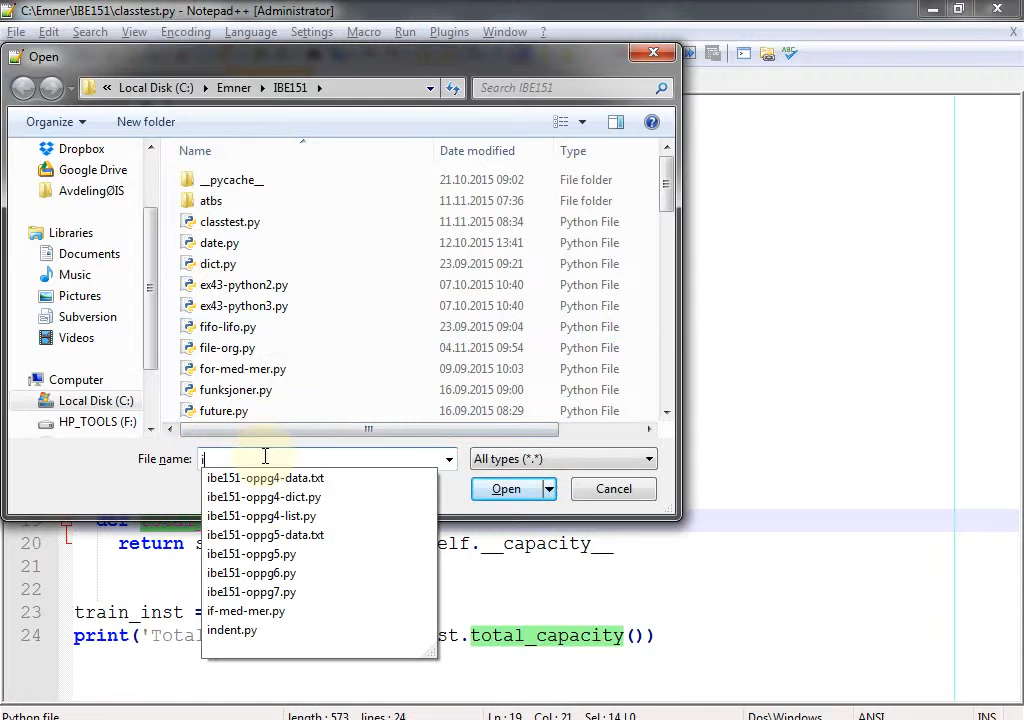 C:\Emner\IBE151\classtest.py - Notepad++ [Administrator]
File Edit Search View Encoding Language Settings Macro Run Plugins Window ? X
Open
« Local Disk (C:) Emner IBE151 Search IBE151
Organize New folder
Name Date modified Type
Dropbox
Google Drive
AvdelingØIS
Libraries
Documents
Music
Pictures
Subversion
Videos
Computer
Local Disk (C:)
HP_TOOLS (F:)
__pycache__ 21.10.2015 09:02 File folder
atbs 11.11.2015 07:36 File folder
classtest.py 11.11.2015 08:34 Python File
date.py 12.10.2015 13:41 Python File
dict.py 23.09.2015 09:21 Python File
ex43-python2.py 07.10.2015 10:40 Python File
ex43-python3.py 07.10.2015 10:40 Python File
fifo-lifo.py 23.09.2015 09:04 Python File
file-org.py 04.11.2015 09:54 Python File
for-med-mer.py 09.09.2015 10:03 Python File
funksjoner.py 16.09.2015 09:00 Python File
future.py 16.09.2015 08:29 Python File
File name: i All types (*.*)
Open Cancel
ibe151-oppg4-data.txt
ibe151-oppg4-dict.py
ibe151-oppg4-list.py
ibe151-oppg5-data.txt
ibe151-oppg5.py
ibe151-oppg6.py
ibe151-oppg7.py
if-med-mer.py
indent.py
20 return s elf.__capacity__
21
22
23 train_inst =
24 print('Tota st.total_capacity())
Python file length : 573 lines : 24 Ln : 19 Col : 21 Sel : 14 | 0 Dos\Windows ANSI INS